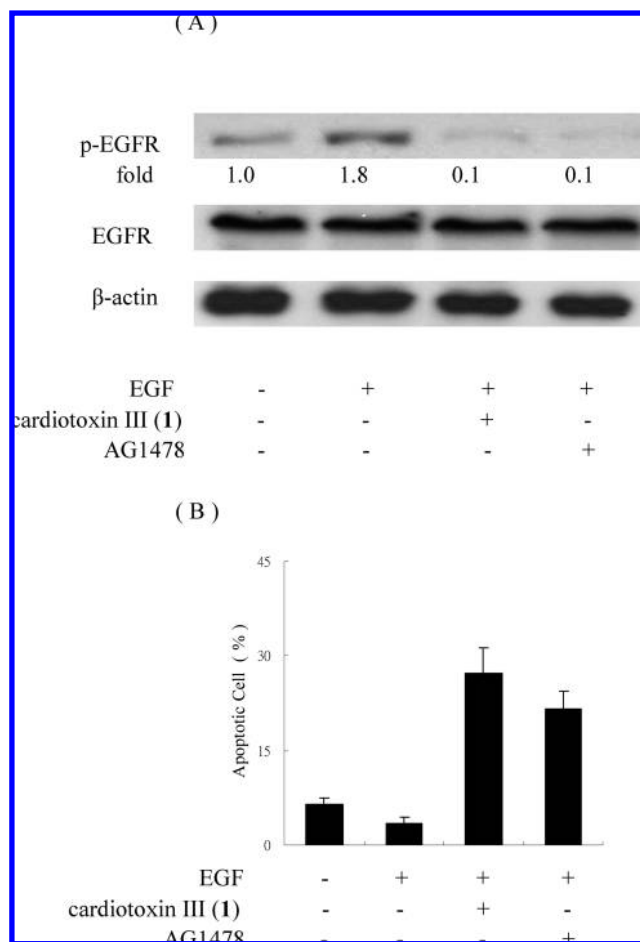 ( A )
p-EGFR
fold 1.0 1.8 0.1 0.1
EGFR
β-actin
EGF - + + +
cardiotoxin III (1) - - + -
AG1478 - - - +
( B )
45
30
15
0
Apoptotic Cell ( % )
EGF - + + +
cardiotoxin III (1) - - + -
AG1478 - - - +